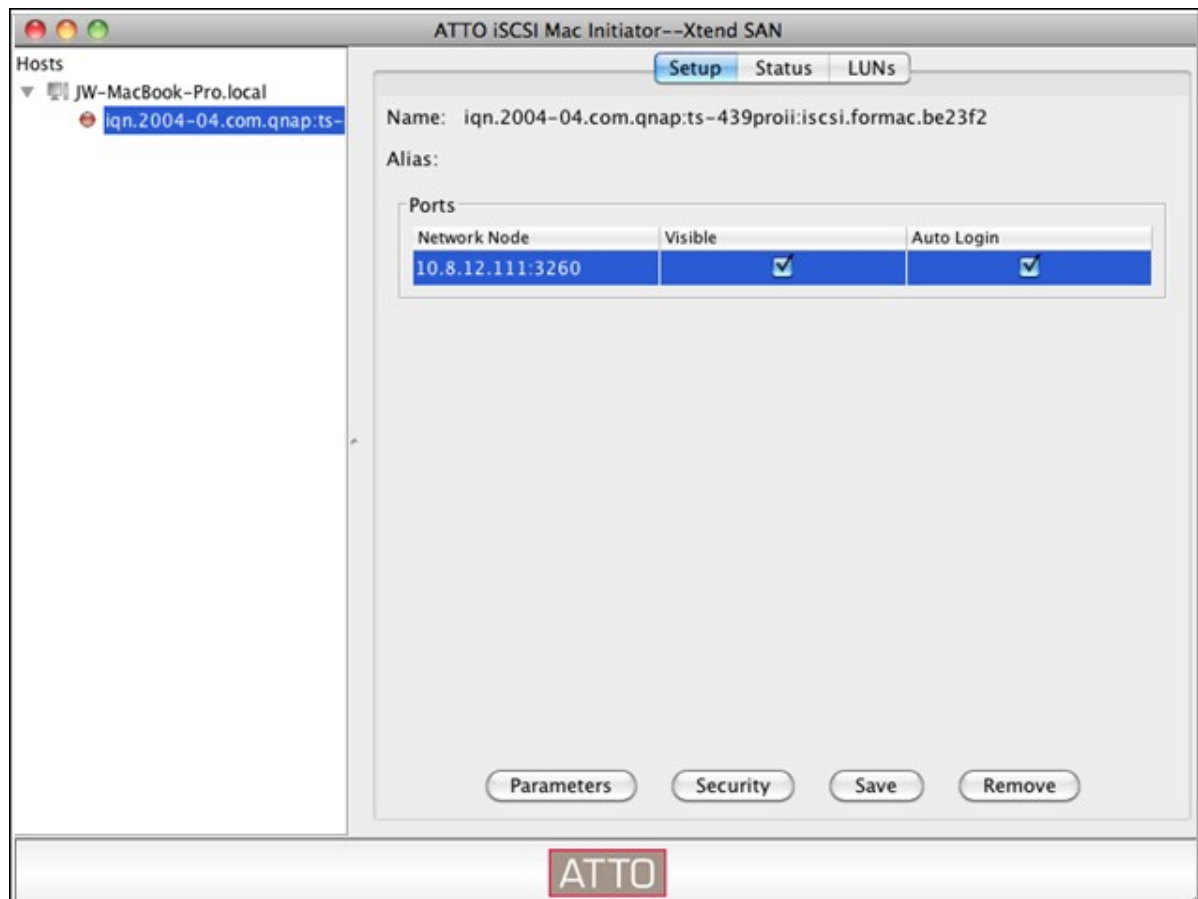 ATTO iSCSI Mac Initiator--Xtend SAN
Hosts
JW-MacBook-Pro.local
iqn.2004-04.com.qnap:ts-
Setup Status LUNs
Name: iqn.2004-04.com.qnap:ts-439proii:iscsi.formac.be23f2
Alias:
Ports
Network Node Visible Auto Login
10.8.12.111:3260
Parameters Security Save Remove
ATTO